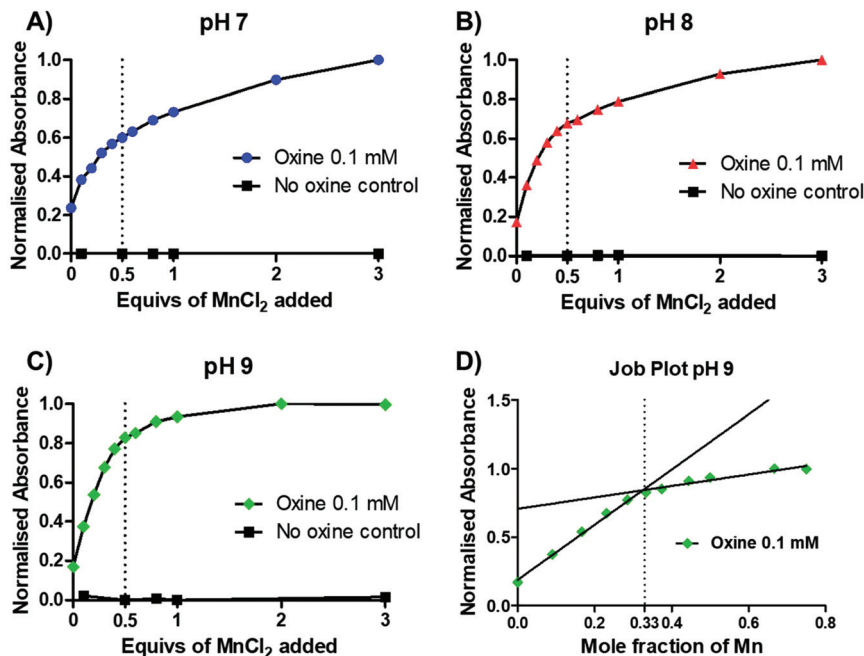 A)
pH 7
Normalised Absorbance
1.0
0.8
0.6
0.4
0.2
0.0
0
0.5
1
2
3
Equivs of MnCl₂ added
Oxine 0.1 mM
No oxine control
B)
pH 8
Normalised Absorbance
1.0
0.8
0.6
0.4
0.2
0.0
0
0.5
1
2
3
Equivs of MnCl₂ added
Oxine 0.1 mM
No oxine control
C)
pH 9
Normalised Absorbance
1.0
0.8
0.6
0.4
0.2
0.0
0
0.5
1
2
3
Equivs of MnCl₂ added
Oxine 0.1 mM
No oxine control
D)
Job Plot pH 9
Normalised Absorbance
1.5
1.0
0.5
0.0
0.0
0.2
0.33
0.4
0.6
0.8
Mole fraction of Mn
Oxine 0.1 mM